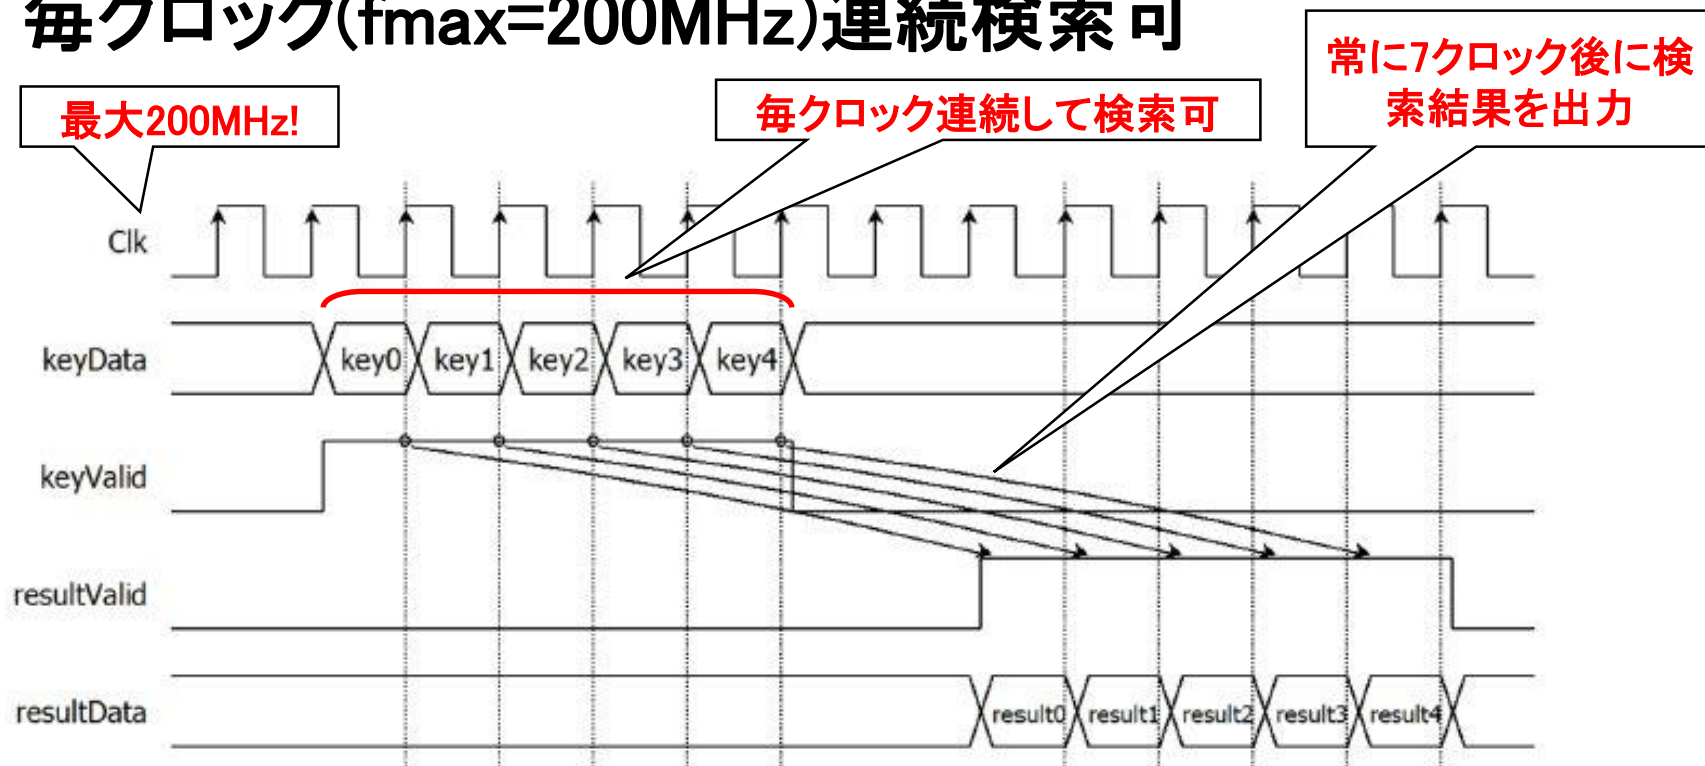 毎クロック(fmax=200MHz)連続検索可
最大200MHz!
毎クロック連続して検索可
常に7クロック後に検
索結果を出力
Clk
keyData
key0
key1
key2
key3
key4
keyValid
resultValid
resultData
result0
result1
result2
result3
result4